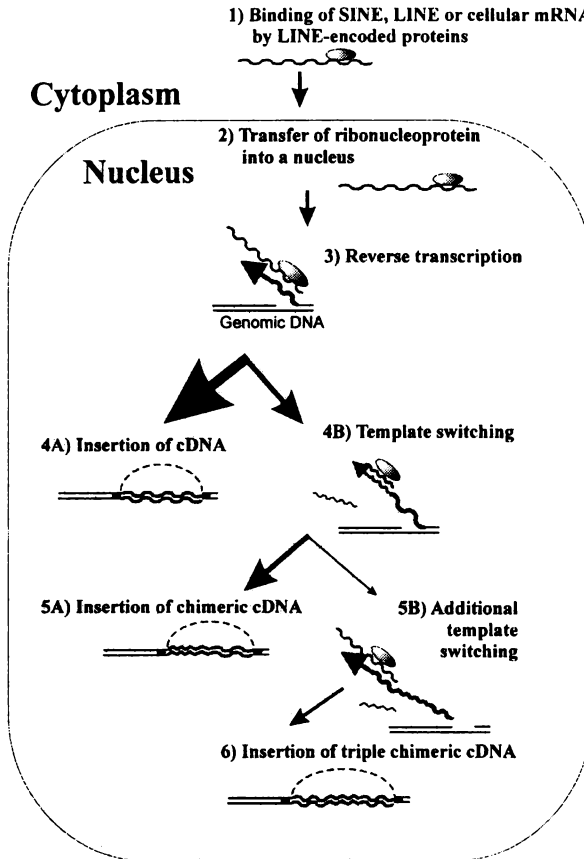 1) Binding of SINE, LINE or cellular mRNA
by LINE-encoded proteins
Cytoplasm
2) Transfer of ribonucleoprotein
into a nucleus
Nucleus
3) Reverse transcription
Genomic DNA
4A) Insertion of cDNA
4B) Template switching
5A) Insertion of chimeric cDNA
5B) Additional
template
switching
6) Insertion of triple chimeric cDNA